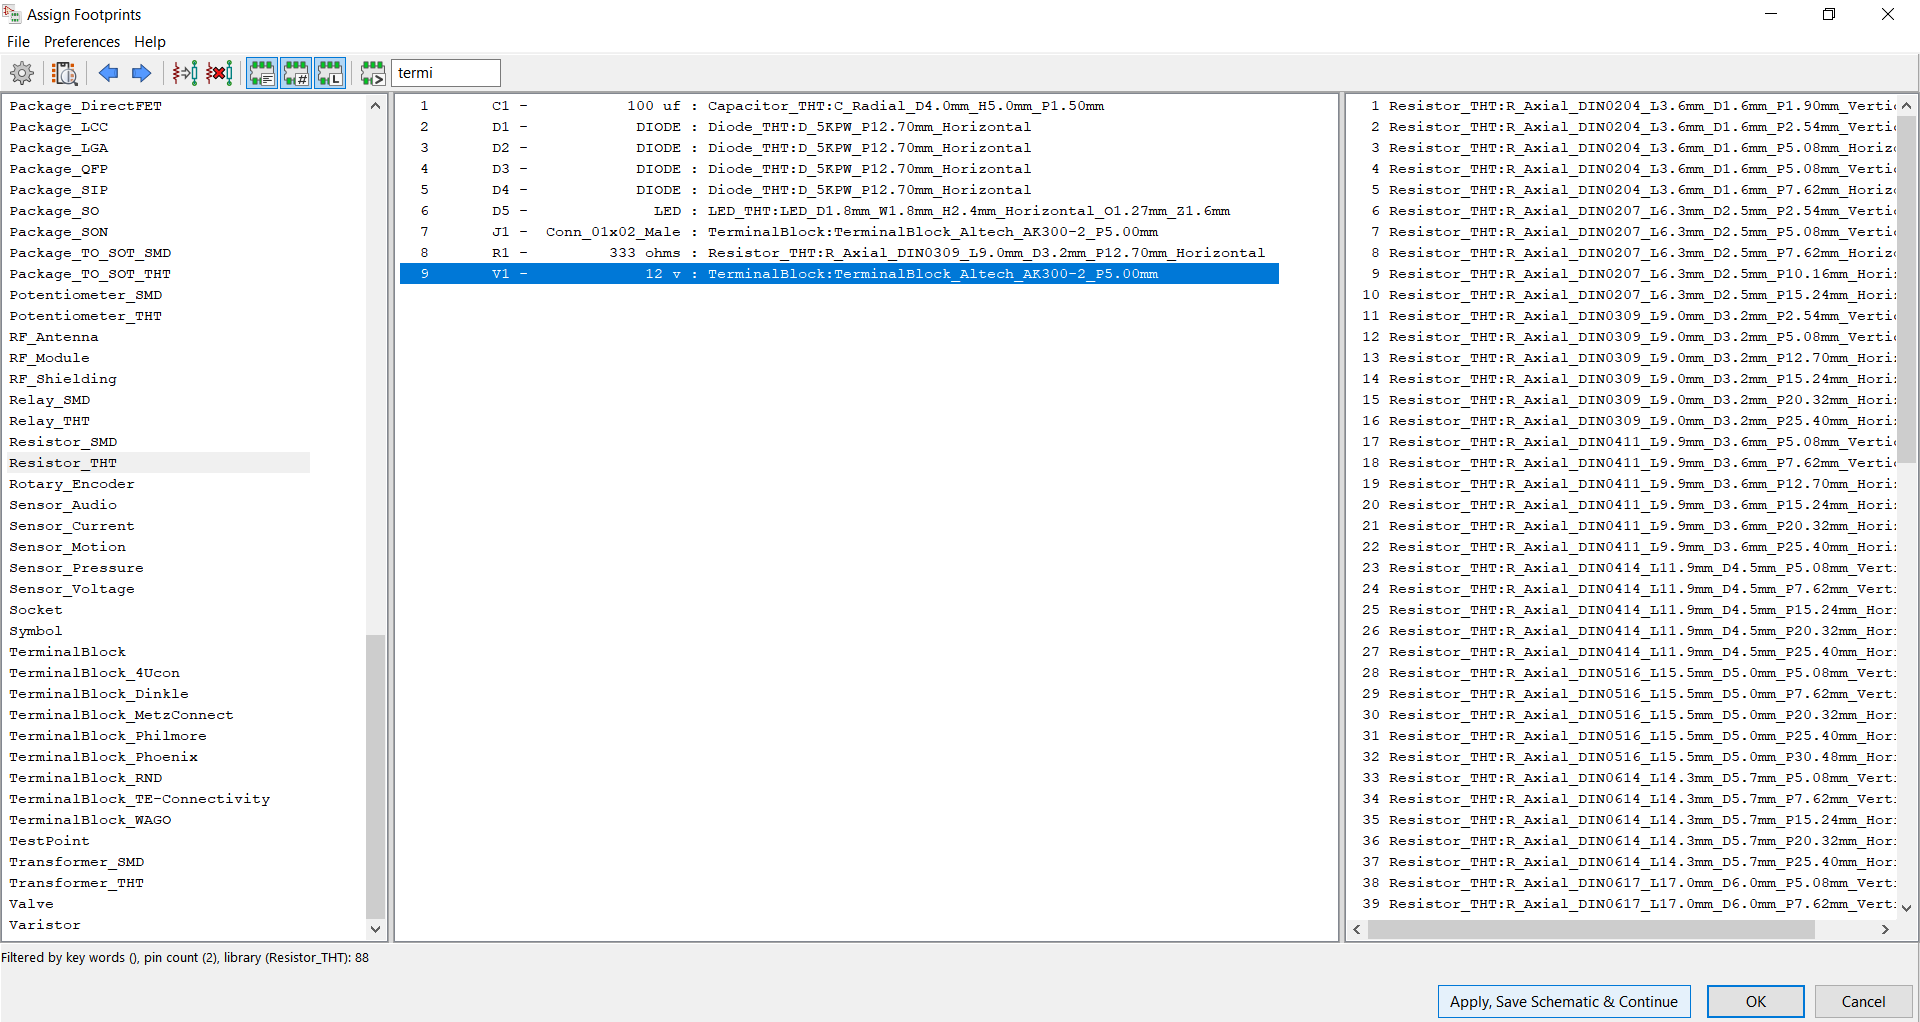 Assign Footprints
File Preferences Help
termi
Package_DirectFET
Package_LCC
Package_LGA
Package_QFP
Package_SIP
Package_SO
Package_SON
Package_TO_SOT_SMD
Package_TO_SOT_THT
Potentiometer_SMD
Potentiometer_THT
RF_Antenna
RF_Module
RF_Shielding
Relay_SMD
Relay_THT
Resistor_SMD
Resistor_THT
Rotary_Encoder
Sensor_Audio
Sensor_Current
Sensor_Motion
Sensor_Pressure
Sensor_Voltage
Socket
Symbol
TerminalBlock
TerminalBlock_4Ucon
TerminalBlock_Dinkle
TerminalBlock_MetzConnect
TerminalBlock_Philmore
TerminalBlock_Phoenix
TerminalBlock_RND
TerminalBlock_TE-Connectivity
TerminalBlock_WAGO
TestPoint
Transformer_SMD
Transformer_THT
Valve
Varistor
1 C1 - 100 uf : Capacitor_THT:C_Radial_D4.0mm_H5.0mm_P1.50mm
2 D1 - DIODE : Diode_THT:D_5KPW_P12.70mm_Horizontal
3 D2 - DIODE : Diode_THT:D_5KPW_P12.70mm_Horizontal
4 D3 - DIODE : Diode_THT:D_5KPW_P12.70mm_Horizontal
5 D4 - DIODE : Diode_THT:D_5KPW_P12.70mm_Horizontal
6 D5 - LED : LED_THT:LED_D1.8mm_W1.8mm_H2.4mm_Horizontal_O1.27mm_Z1.6mm
7 J1 - Conn_01x02_Male : TerminalBlock:TerminalBlock_Altech_AK300-2_P5.00mm
8 R1 - 333 ohms : Resistor_THT:R_Axial_DIN0309_L9.0mm_D3.2mm_P12.70mm_Horizontal
9 V1 - 12 v : TerminalBlock:TerminalBlock_Altech_AK300-2_P5.00mm
1 Resistor_THT:R_Axial_DIN0204_L3.6mm_D1.6mm_P1.90mm_Vertic
2 Resistor_THT:R_Axial_DIN0204_L3.6mm_D1.6mm_P2.54mm_Vertic
3 Resistor_THT:R_Axial_DIN0204_L3.6mm_D1.6mm_P5.08mm_Horizo
4 Resistor_THT:R_Axial_DIN0204_L3.6mm_D1.6mm_P5.08mm_Vertic
5 Resistor_THT:R_Axial_DIN0204_L3.6mm_D1.6mm_P7.62mm_Horizo
6 Resistor_THT:R_Axial_DIN0207_L6.3mm_D2.5mm_P2.54mm_Vertic
7 Resistor_THT:R_Axial_DIN0207_L6.3mm_D2.5mm_P5.08mm_Vertic
8 Resistor_THT:R_Axial_DIN0207_L6.3mm_D2.5mm_P7.62mm_Horizo
9 Resistor_THT:R_Axial_DIN0207_L6.3mm_D2.5mm_P10.16mm_Hori
10 Resistor_THT:R_Axial_DIN0207_L6.3mm_D2.5mm_P15.24mm_Hori
11 Resistor_THT:R_Axial_DIN0309_L9.0mm_D3.2mm_P2.54mm_Vertic
12 Resistor_THT:R_Axial_DIN0309_L9.0mm_D3.2mm_P5.08mm_Vertic
13 Resistor_THT:R_Axial_DIN0309_L9.0mm_D3.2mm_P12.70mm_Hori
14 Resistor_THT:R_Axial_DIN0309_L9.0mm_D3.2mm_P15.24mm_Hori
15 Resistor_THT:R_Axial_DIN0309_L9.0mm_D3.2mm_P20.32mm_Hori
16 Resistor_THT:R_Axial_DIN0309_L9.0mm_D3.2mm_P25.40mm_Hori
17 Resistor_THT:R_Axial_DIN0411_L9.9mm_D3.6mm_P5.08mm_Vertic
18 Resistor_THT:R_Axial_DIN0411_L9.9mm_D3.6mm_P7.62mm_Vertic
19 Resistor_THT:R_Axial_DIN0411_L9.9mm_D3.6mm_P12.70mm_Hori
20 Resistor_THT:R_Axial_DIN0411_L9.9mm_D3.6mm_P15.24mm_Hori
21 Resistor_THT:R_Axial_DIN0411_L9.9mm_D3.6mm_P20.32mm_Hori
22 Resistor_THT:R_Axial_DIN0411_L9.9mm_D3.6mm_P25.40mm_Hori
23 Resistor_THT:R_Axial_DIN0414_L11.9mm_D4.5mm_P5.08mm_Vert
24 Resistor_THT:R_Axial_DIN0414_L11.9mm_D4.5mm_P7.62mm_Vert
25 Resistor_THT:R_Axial_DIN0414_L11.9mm_D4.5mm_P15.24mm_Hor
26 Resistor_THT:R_Axial_DIN0414_L11.9mm_D4.5mm_P20.32mm_Hor
27 Resistor_THT:R_Axial_DIN0414_L11.9mm_D4.5mm_P25.40mm_Hor
28 Resistor_THT:R_Axial_DIN0516_L15.5mm_D5.0mm_P5.08mm_Vert
29 Resistor_THT:R_Axial_DIN0516_L15.5mm_D5.0mm_P7.62mm_Vert
30 Resistor_THT:R_Axial_DIN0516_L15.5mm_D5.0mm_P20.32mm_Hor
31 Resistor_THT:R_Axial_DIN0516_L15.5mm_D5.0mm_P25.40mm_Hor
32 Resistor_THT:R_Axial_DIN0516_L15.5mm_D5.0mm_P30.48mm_Hor
33 Resistor_THT:R_Axial_DIN0614_L14.3mm_D5.7mm_P5.08mm_Vert
34 Resistor_THT:R_Axial_DIN0614_L14.3mm_D5.7mm_P7.62mm_Vert
35 Resistor_THT:R_Axial_DIN0614_L14.3mm_D5.7mm_P15.24mm_Hor
36 Resistor_THT:R_Axial_DIN0614_L14.3mm_D5.7mm_P20.32mm_Hor
37 Resistor_THT:R_Axial_DIN0614_L14.3mm_D5.7mm_P25.40mm_Hor
38 Resistor_THT:R_Axial_DIN0617_L17.0mm_D6.0mm_P5.08mm_Vert
39 Resistor_THT:R_Axial_DIN0617_L17.0mm_D6.0mm_P7.62mm_Vert
Filtered by key words (), pin count (2), library (Resistor_THT): 88
Apply, Save Schematic & Continue
OK
Cancel